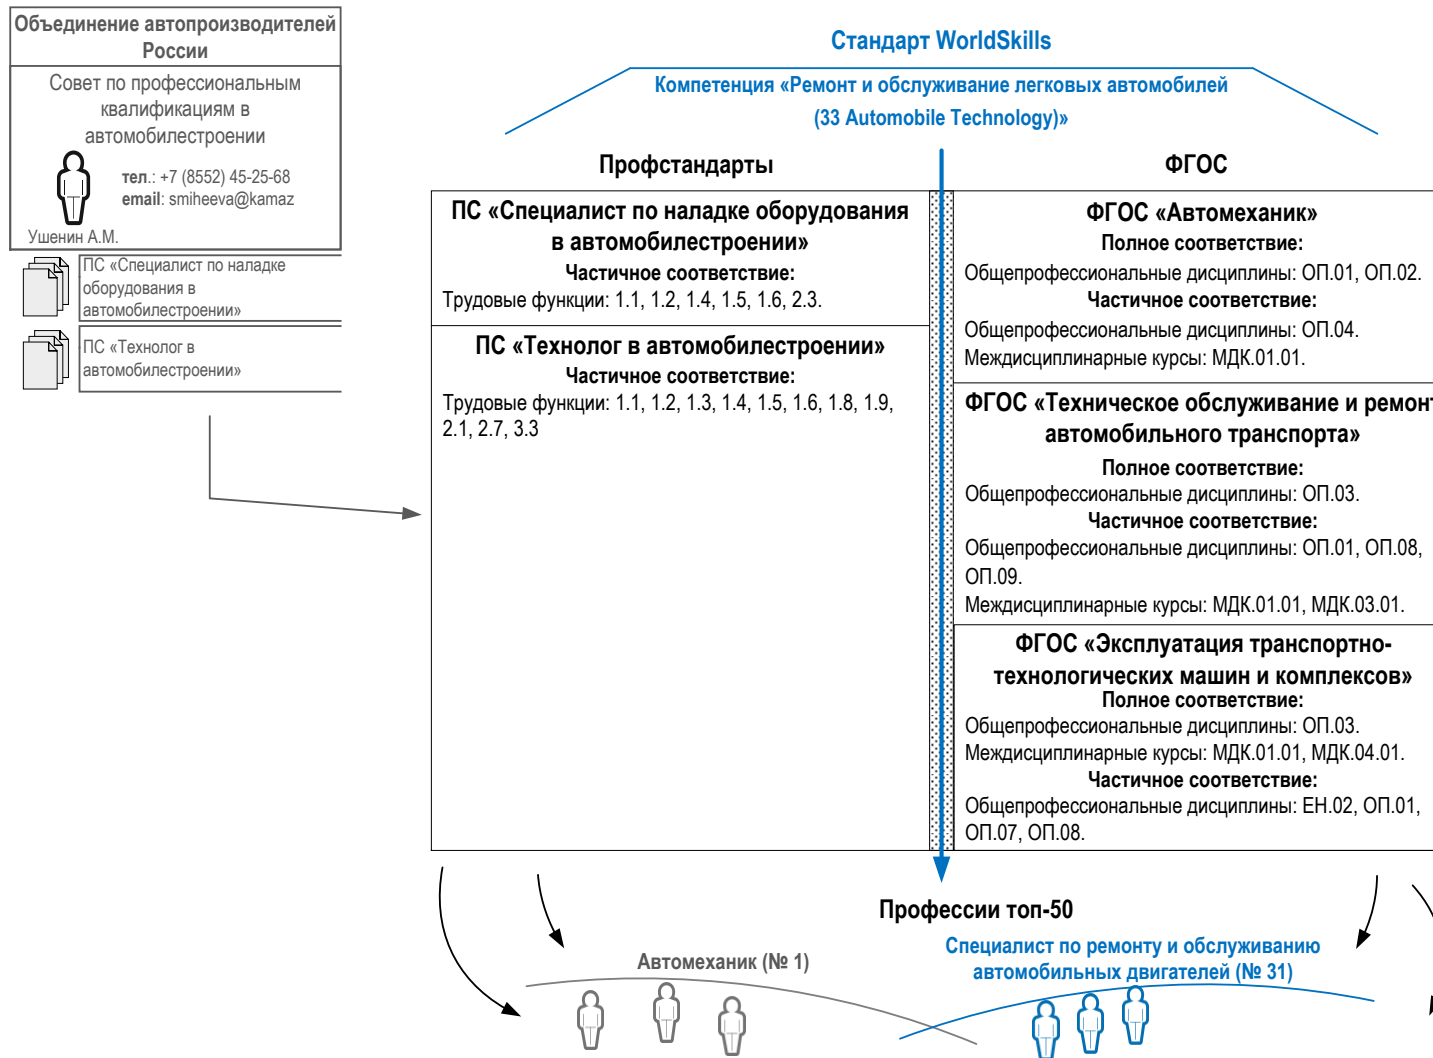 Объединение автопроизводителей
России
Совет по профессиональным
квалификациям в
автомобилестроении
тел.: +7 (8552) 45-25-68
email: smiheeva@kamaz
Ушенин А.М.
ПС «Специалист по наладке
оборудования в
автомобилестроении»
ПС «Технолог в
автомобилестроении»
Стандарт WorldSkills
Компетенция «Ремонт и обслуживание легковых автомобилей
(33 Automobile Technology)»
Профстандарты
ПС «Специалист по наладке оборудования
в автомобилестроении»
Частичное соответствие:
Трудовые функции: 1.1, 1.2, 1.4, 1.5, 1.6, 2.3.
ПС «Технолог в автомобилестроении»
Частичное соответствие:
Трудовые функции: 1.1, 1.2, 1.3, 1.4, 1.5, 1.6, 1.8, 1.9,
2.1, 2.7, 3.3
ФГОС
ФГОС «Автомеханик»
Полное соответствие:
Общепрофессиональные дисциплины: ОП.01, ОП.02.
Частичное соответствие:
Общепрофессиональные дисциплины: ОП.04.
Междисциплинарные курсы: МДК.01.01.
ФГОС «Техническое обслуживание и ремонт
автомобильного транспорта»
Полное соответствие:
Общепрофессиональные дисциплины: ОП.03.
Частичное соответствие:
Общепрофессиональные дисциплины: ОП.01, ОП.08,
ОП.09.
Междисциплинарные курсы: МДК.01.01, МДК.03.01.
ФГОС «Эксплуатация транспортно-
технологических машин и комплексов»
Полное соответствие:
Общепрофессиональные дисциплины: ОП.03.
Междисциплинарные курсы: МДК.01.01, МДК.04.01.
Частичное соответствие:
Общепрофессиональные дисциплины: ЕН.02, ОП.01,
ОП.07, ОП.08.
Профессии топ-50
Автомеханик (№ 1)
Специалист по ремонту и обслуживанию
автомобильных двигателей (№ 31)